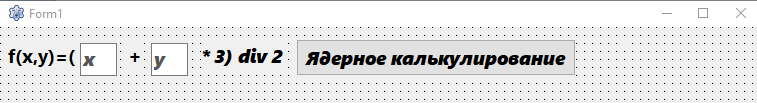 Form1
f(x,y)=( x + y * 3) div 2 Ядерное калькулирование